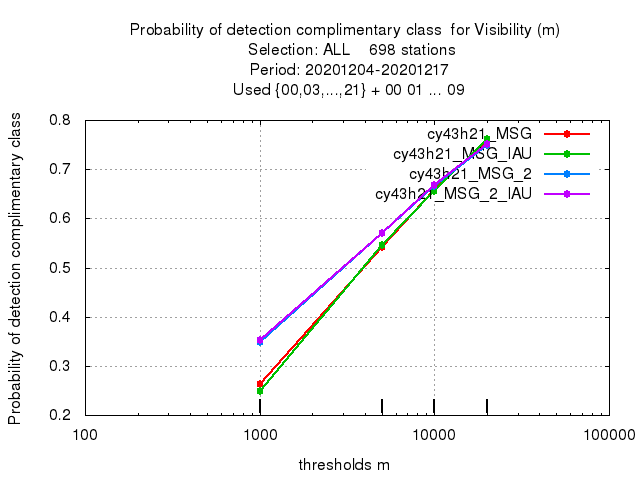 Probability of detection complimentary class  for Visibility (m)
Selection: ALL    698 stations
Period: 20201204-20201217
Used {00,03,...,21} + 00 01 ... 09
Probability of detection complimentary class
0.8
0.7
0.6
0.5
0.4
0.3
0.2
cy43h21_MSG
cy43h21_MSG_IAU
cy43h21_MSG_2
cy43h21_MSG_2_IAU
100 1000 10000 100000
thresholds m